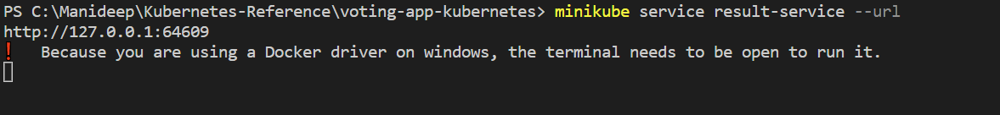 PS C:\Manideep\Kubernetes-Reference\voting-app-kubernetes> minikube service result-service --url
http://127.0.0.1:64609
! Because you are using a Docker driver on windows, the terminal needs to be open to run it.